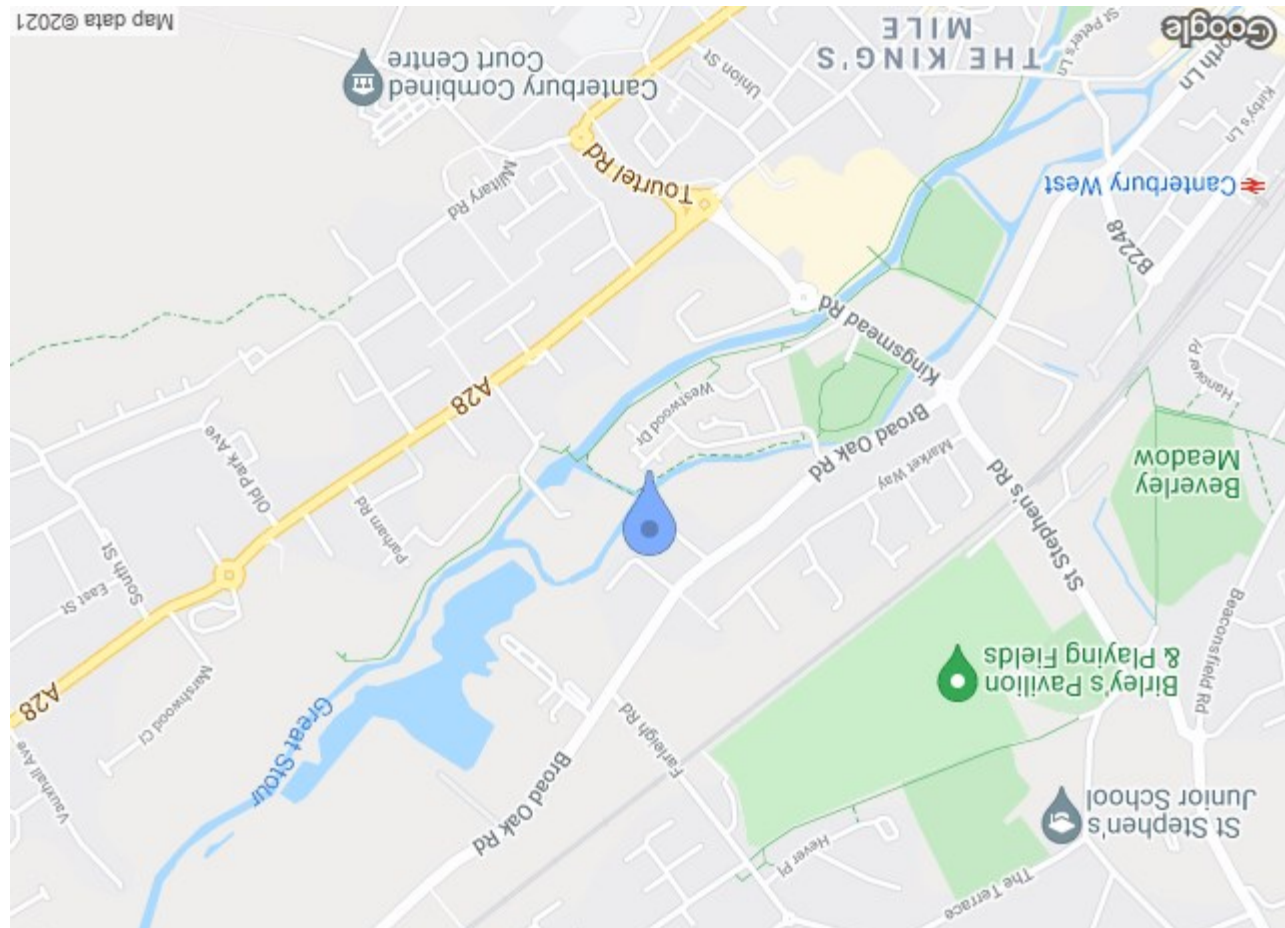 The Terrace
Hever Pl
St Stephen's
Junior School
Broad Oak Rd
Vauxhall Ave
Great Stour
Farleigh Rd
Marshwood Cl
A28
Birley's Pavilion
& Playing Fields
Beaconsfield Rd
East St
South St
St Stephen's Rd
Parham Rd
Old Park Ave
Beverley
Meadow
Market Way
Broad Oak Rd
Westwood Dr
A28
Hanover Pl
Kingsmead Rd
B2248
Canterbury West
Military Rd
Tourtel Rd
Kirby's Ln
Canterbury Combined
Court Centre
Union St
THE KING'S
MILE
St Peter's Ln
North Ln
Google
Map data ©2021